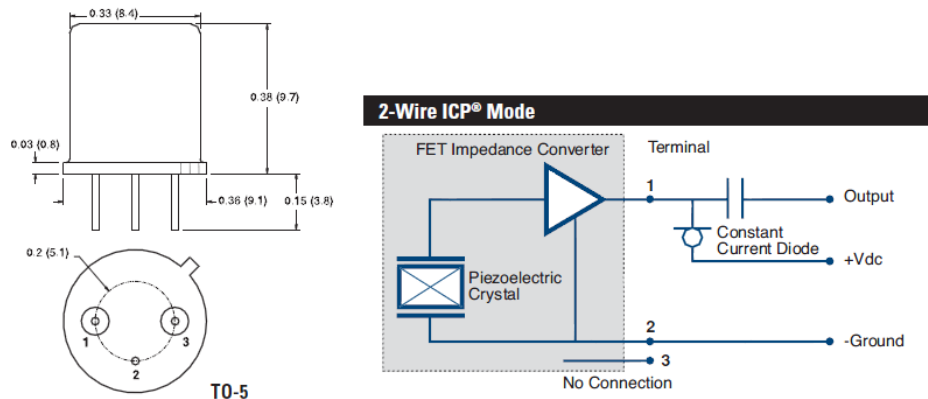 0.33 (8.4)
0.38 (9.7)
0.03 (0.8)
0.36 (9.1)
0.15 (3.8)
0.2 (5.1)
1
3
2
TO-5
2-Wire ICP® Mode
FET Impedance Converter
Terminal
1
Output
Constant
Current Diode
+Vdc
Piezoelectric
Crystal
2
-Ground
3
No Connection